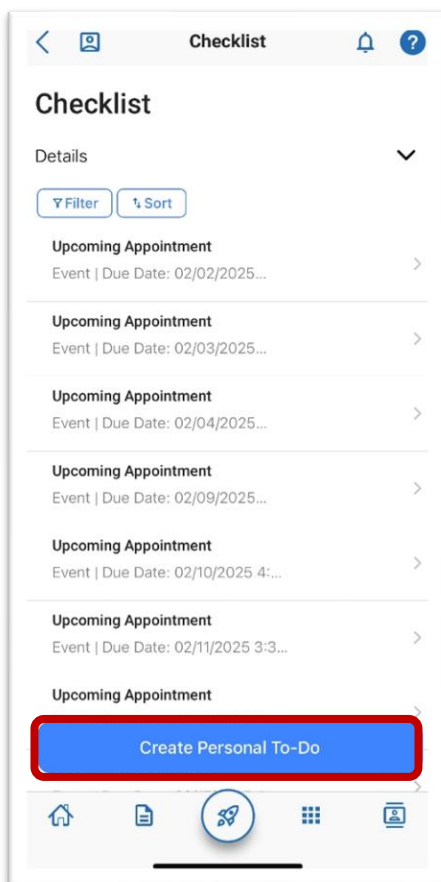 Checklist
?
Checklist
Details
Filter
Sort
Upcoming Appointment
Event | Due Date: 02/02/2025...
Upcoming Appointment
Event | Due Date: 02/03/2025...
Upcoming Appointment
Event | Due Date: 02/04/2025...
Upcoming Appointment
Event | Due Date: 02/09/2025...
Upcoming Appointment
Event | Due Date: 02/10/2025 4:...
Upcoming Appointment
Event | Due Date: 02/11/2025 3:3...
Upcoming Appointment
Create Personal To-Do